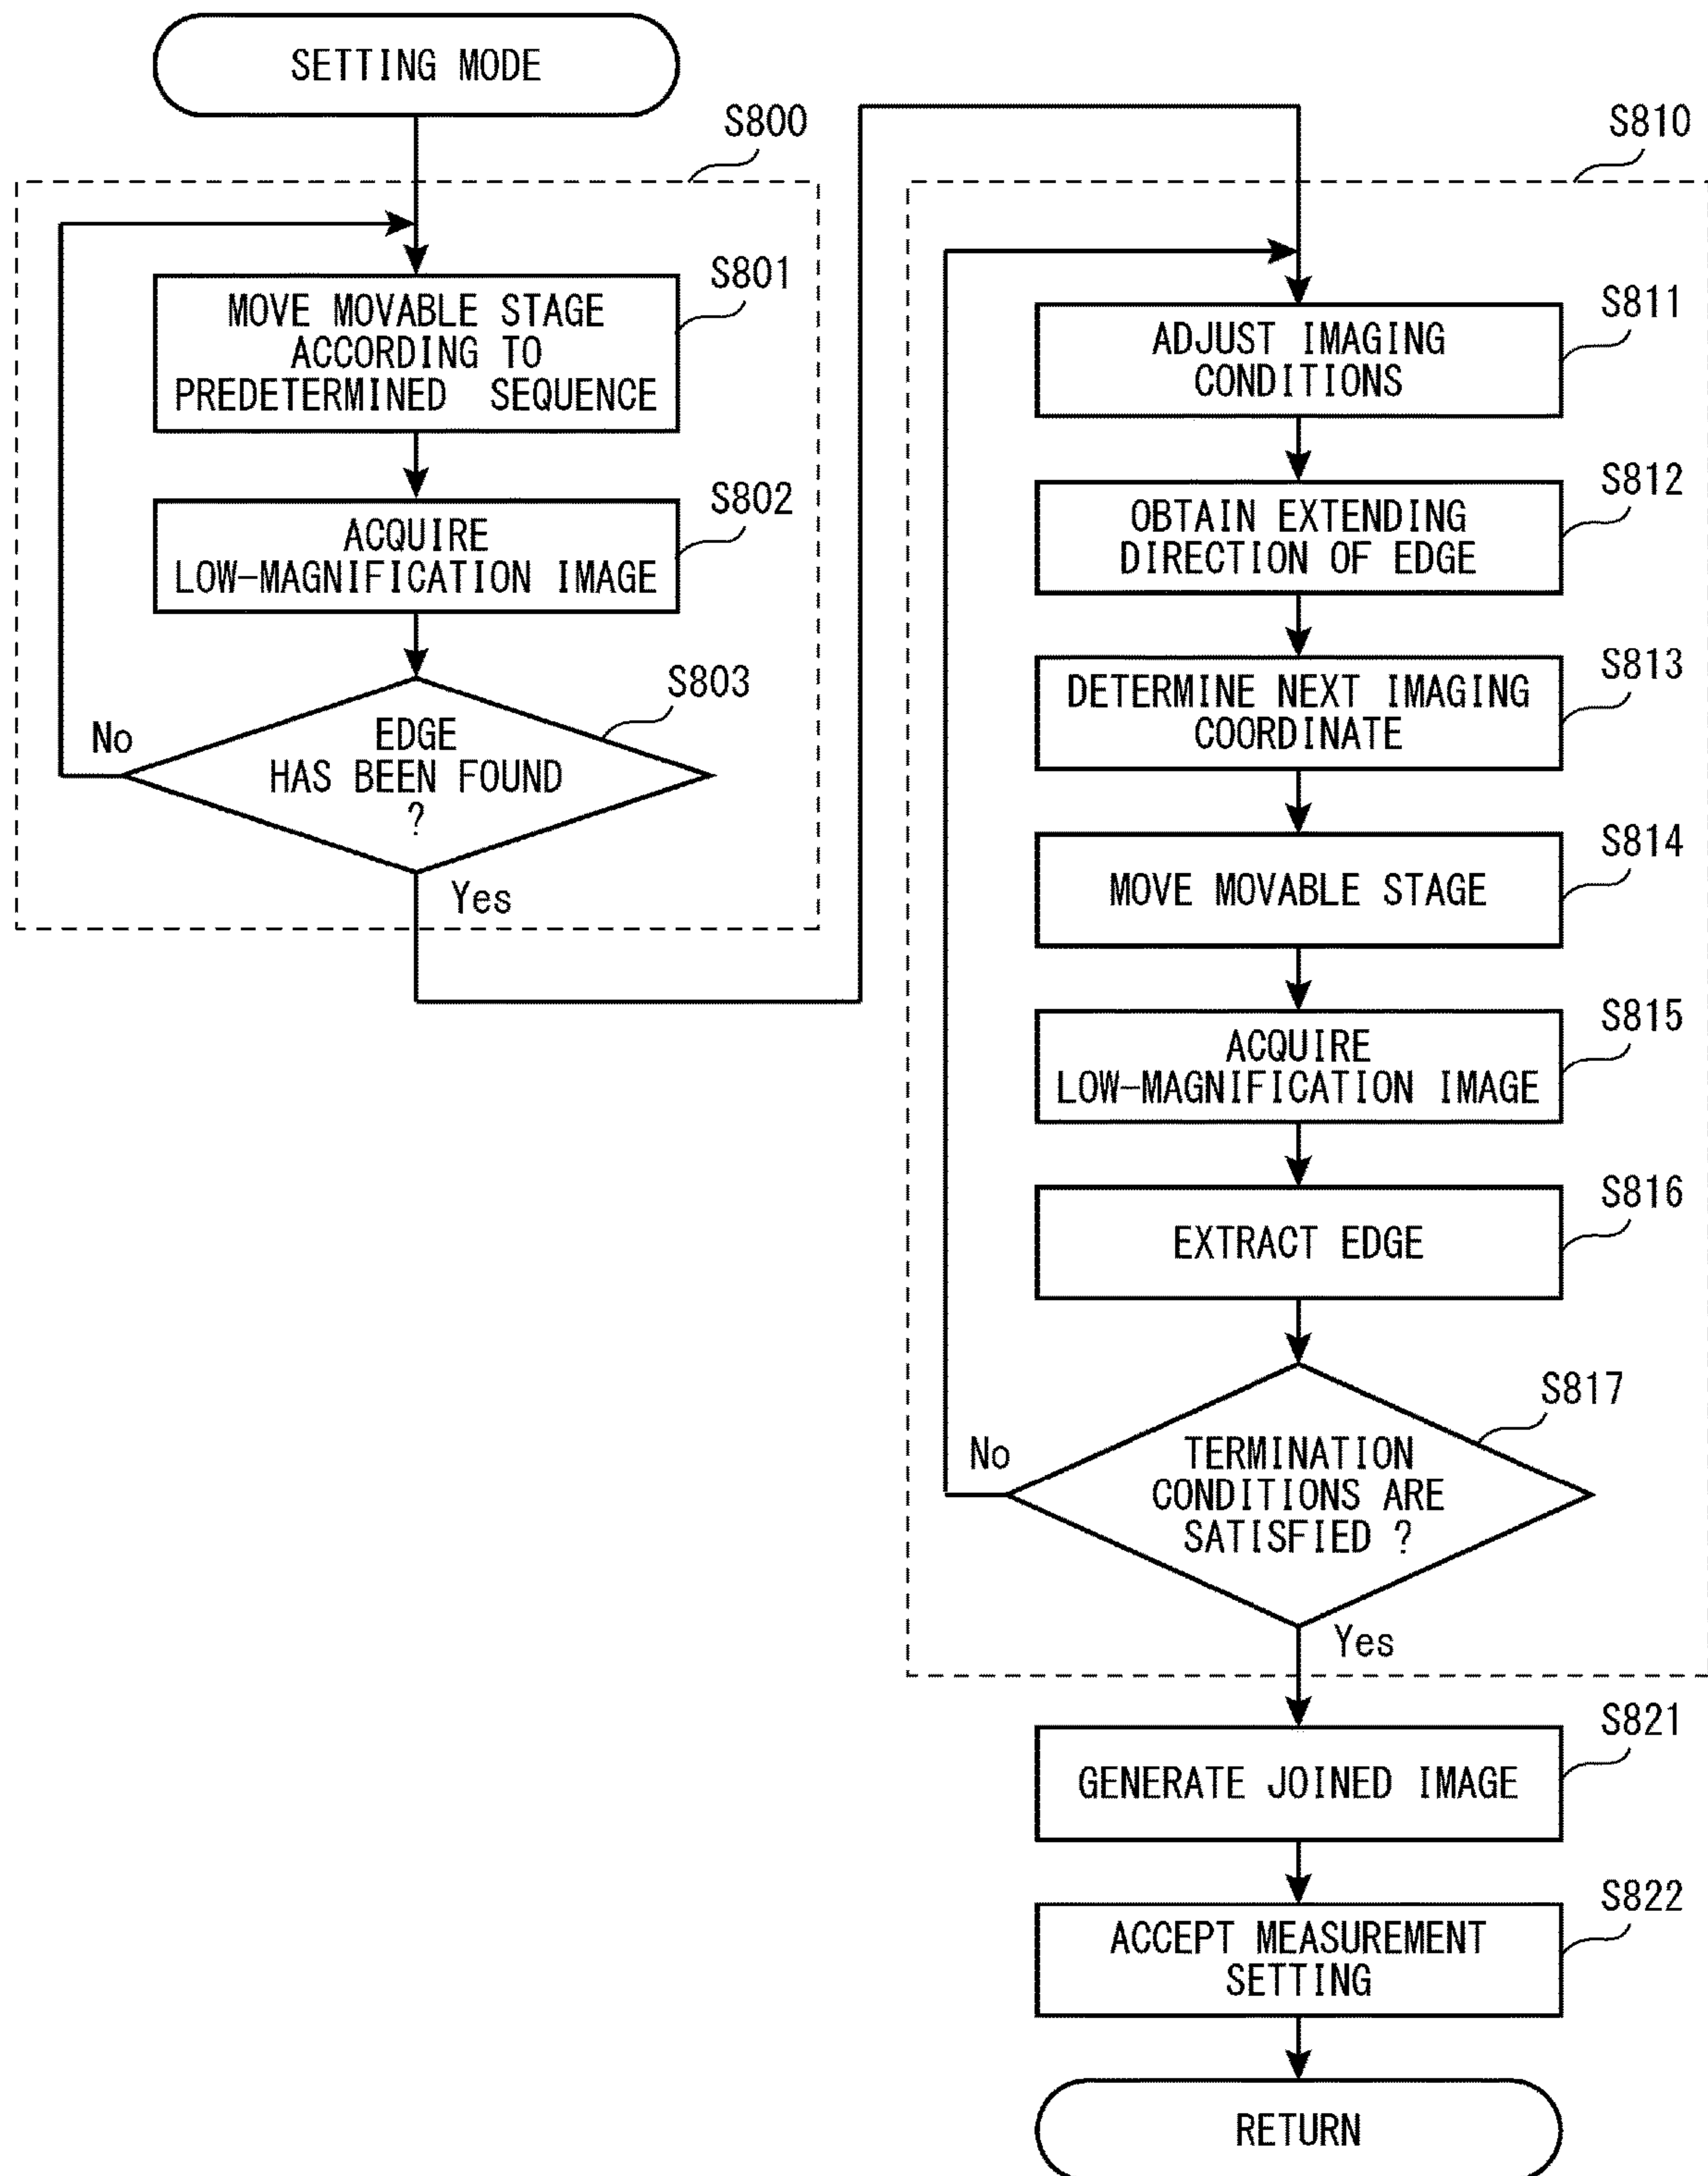 SETTING MODE
S800
S801
MOVE MOVABLE STAGE
ACCORDING TO
PREDETERMINED SEQUENCE
S802
ACQUIRE
LOW-MAGNIFICATION IMAGE
S803
EDGE
HAS BEEN FOUND
?
No
Yes
S810
S811
ADJUST IMAGING
CONDITIONS
S812
OBTAIN EXTENDING
DIRECTION OF EDGE
S813
DETERMINE NEXT IMAGING
COORDINATE
S814
MOVE MOVABLE STAGE
S815
ACQUIRE
LOW-MAGNIFICATION IMAGE
S816
EXTRACT EDGE
S817
TERMINATION
CONDITIONS ARE
SATISFIED ?
No
Yes
S821
GENERATE JOINED IMAGE
S822
ACCEPT MEASUREMENT
SETTING
RETURN